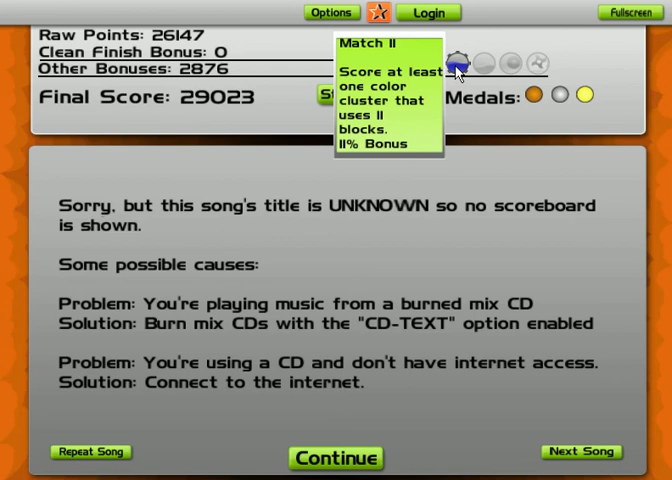 Options
Login
Fullscreen
Raw Points: 26147
Clean Finish Bonus: 0
Other Bonuses: 2876
Final Score: 29023
Match 11
Score at least
one color
cluster that
uses 11
blocks.
11% Bonus
Medals:
Sorry, but this song's title is UNKNOWN so no scoreboard
is shown.
Some possible causes:
Problem: You're playing music from a burned mix CD
Solution: Burn mix CDs with the "CD-TEXT" option enabled
Problem: You're using a CD and don't have internet access.
Solution: Connect to the internet.
Repeat Song
Continue
Next Song